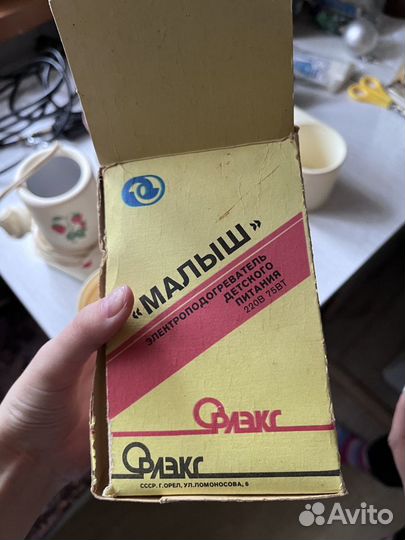 «МАЛЫШ»
ЭЛЕКТРОПОДОГРЕВАТЕЛЬ
ДЕТСКОГО
ПИТАНИЯ
220В 75ВТ
ОРЛЭКС
ОРЛЭКС
СССР. Г. ОРЕЛ, УЛ. ЛОМОНОСОВА, 6
Avito